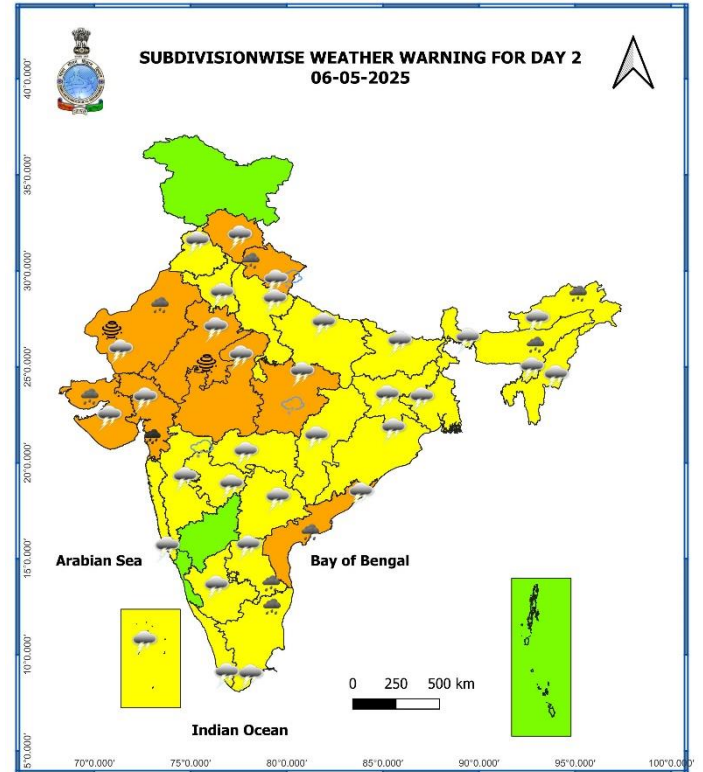 SUBDIVISIONWISE WEATHER WARNING FOR DAY 2
06-05-2025
40°0.000'
35°0.000'
30°0.000'
25°0.000'
20°0.000'
15°0.000'
10°0.000'
5°0.000'
Arabian Sea
Bay of Bengal
0 250 500 km
Indian Ocean
70°0.000' 75°0.000' 80°0.000' 85°0.000' 90°0.000' 95°0.000' 100°0.000'